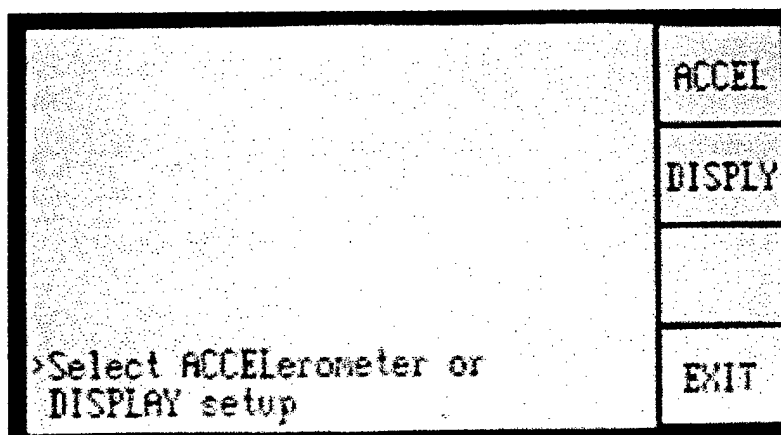 ACCEL
DISPLY
>Select ACCELerometer or
DISPLAY setup
EXIT